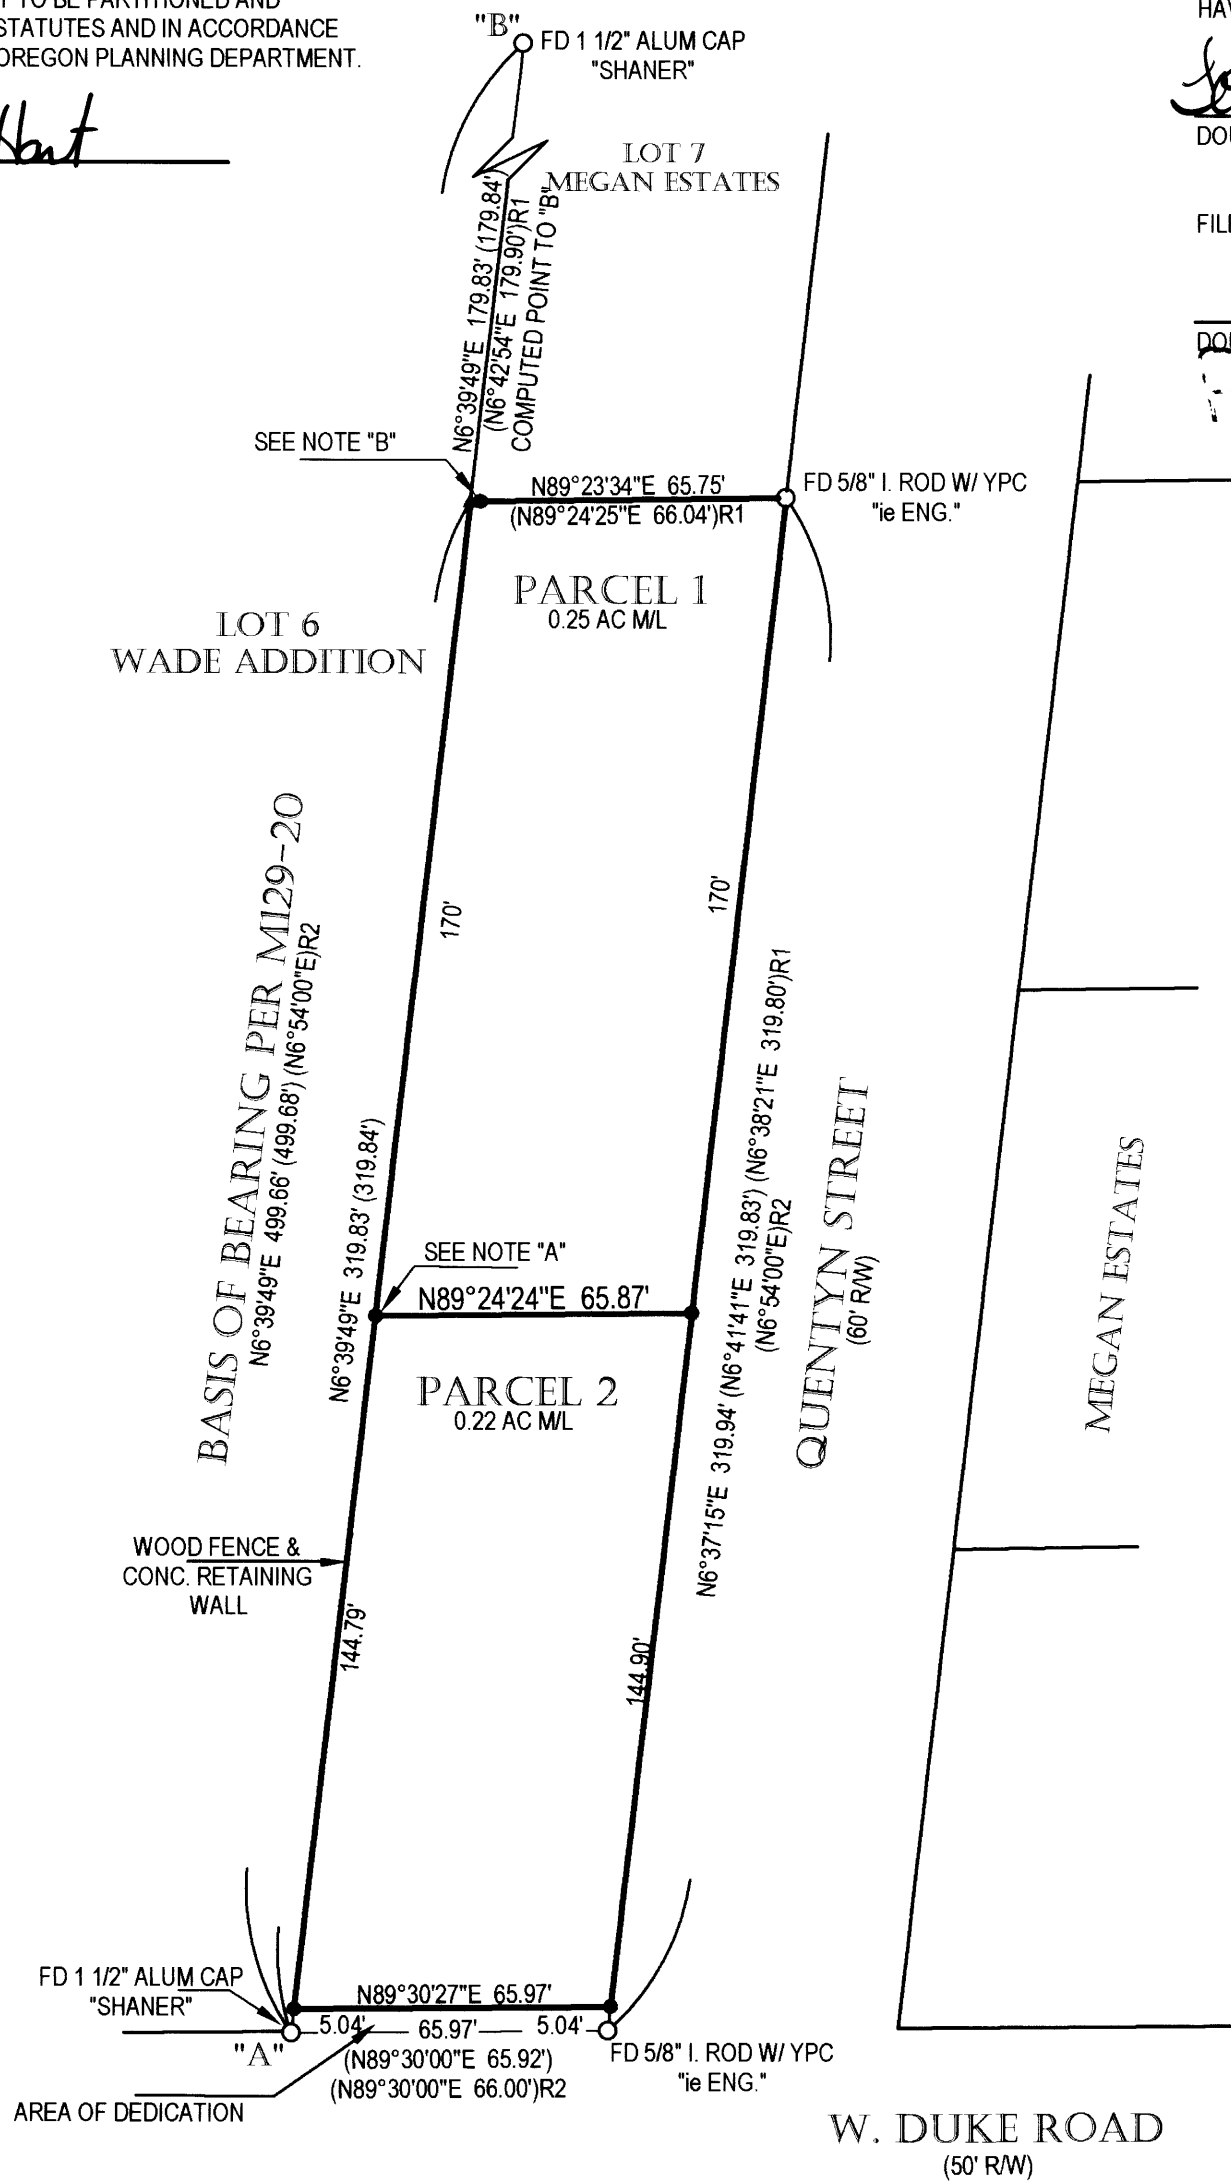 TO BE PARTITIONED AND
STATUTES AND IN ACCORDANCE
OREGON PLANNING DEPARTMENT.
Hart
"B"
FD 1 1/2" ALUM CAP
"SHANER"
LOT 7
MEGAN ESTATES
N6°39'49"E 179.83' (179.84')
(N6°42'54"E 179.90')R1
COMPUTED POINT TO "B"
SEE NOTE "B"
N89°23'34"E 65.75'
(N89°24'25"E 66.04')R1
FD 5/8" I. ROD W/ YPC
"ie ENG."
PARCEL 1
0.25 AC M/L
LOT 6
WADE ADDITION
170'
170'
BASIS OF BEARING PER M129-20
N6°39'49"E 499.66' (499.68') (N6°54'00"E)R2
N6°39'49"E 319.83' (319.84')
SEE NOTE "A"
N89°24'24"E 65.87'
PARCEL 2
0.22 AC M/L
N6°37'15"E 319.94' (N6°41'41"E 319.83') (N6°38'21"E 319.80')R1
(N6°54'00"E)R2
QUENTYN STREET
(60' R/W)
MEGAN ESTATES
WOOD FENCE &
CONC. RETAINING
WALL
144.79'
144.90'
FD 1 1/2" ALUM CAP
"SHANER"
N89°30'27"E 65.97'
5.04' 65.97' 5.04'
"A"
(N89°30'00"E 65.92')
(N89°30'00"E 66.00')R2
FD 5/8" I. ROD W/ YPC
"ie ENG."
AREA OF DEDICATION
W. DUKE ROAD
(50' R/W)